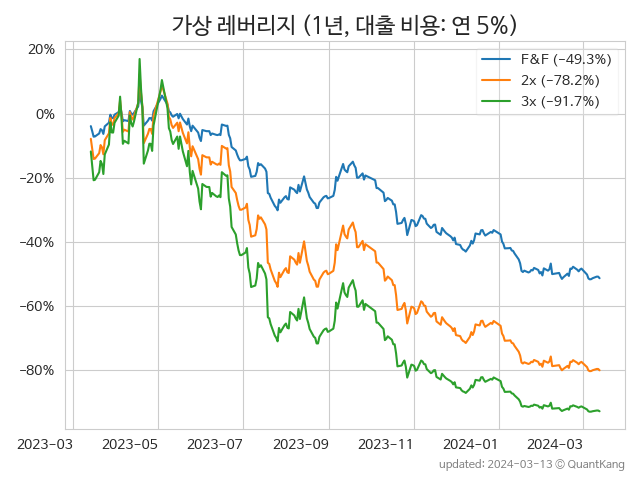 가상 레버리지 (1년, 대출 비용: 연 5%)
20%
0%
−20%
−40%
−60%
−80%
F&F (−49.3%)
2x (−78.2%)
3x (−91.7%)
2023-03 2023-05 2023-07 2023-09 2023-11 2024-01 2024-03
updated: 2024-03-13 © QuantKang